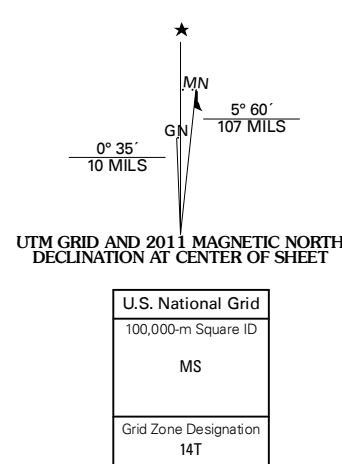 MN
5° 60´
107 MILS
GN
0° 35´
10 MILS
UTM GRID AND 2011 MAGNETIC NORTH
DECLINATION AT CENTER OF SHEET
U.S. National Grid
100,000-m Square ID
MS
Grid Zone Designation
14T